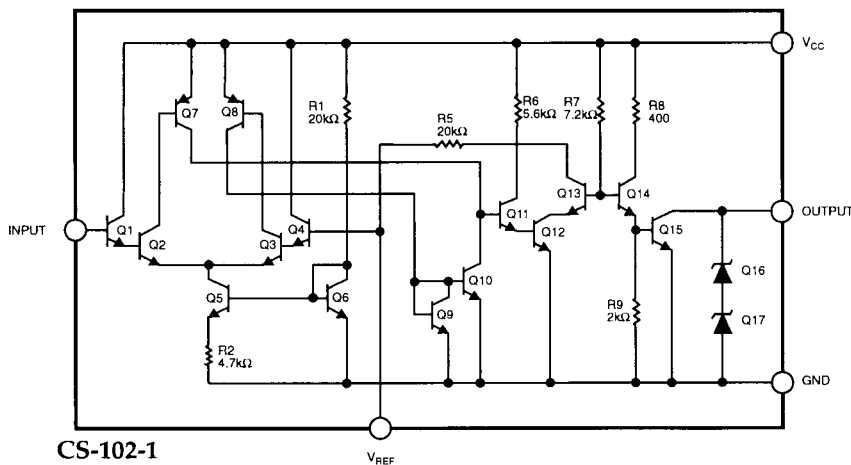 VCC
Q7
Q8
R1
20kΩ
R5
20kΩ
R6
5.6kΩ
R7
7.2kΩ
R8
400
Q13
Q14
INPUT
Q1
Q2
Q3
Q4
Q11
Q12
Q15
OUTPUT
Q5
Q6
Q9
Q10
Q16
Q17
R9
2kΩ
R2
4.7kΩ
GND
CS-102-1
VREF